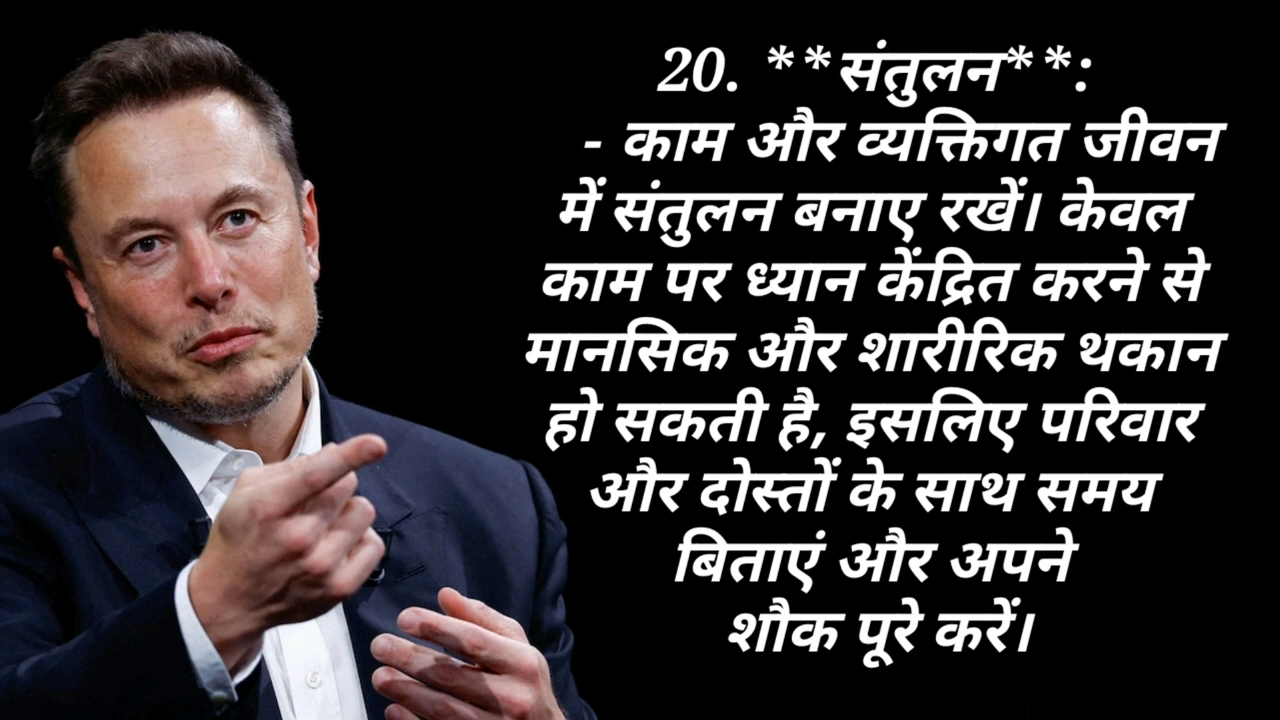 20. **संतुलन**:
- काम और व्यक्तिगत जीवन
में संतुलन बनाए रखें। केवल
काम पर ध्यान केंद्रित करने से
मानसिक और शारीरिक थकान
हो सकती है, इसलिए परिवार
और दोस्तों के साथ समय
बिताएं और अपने
शौक पूरे करें।